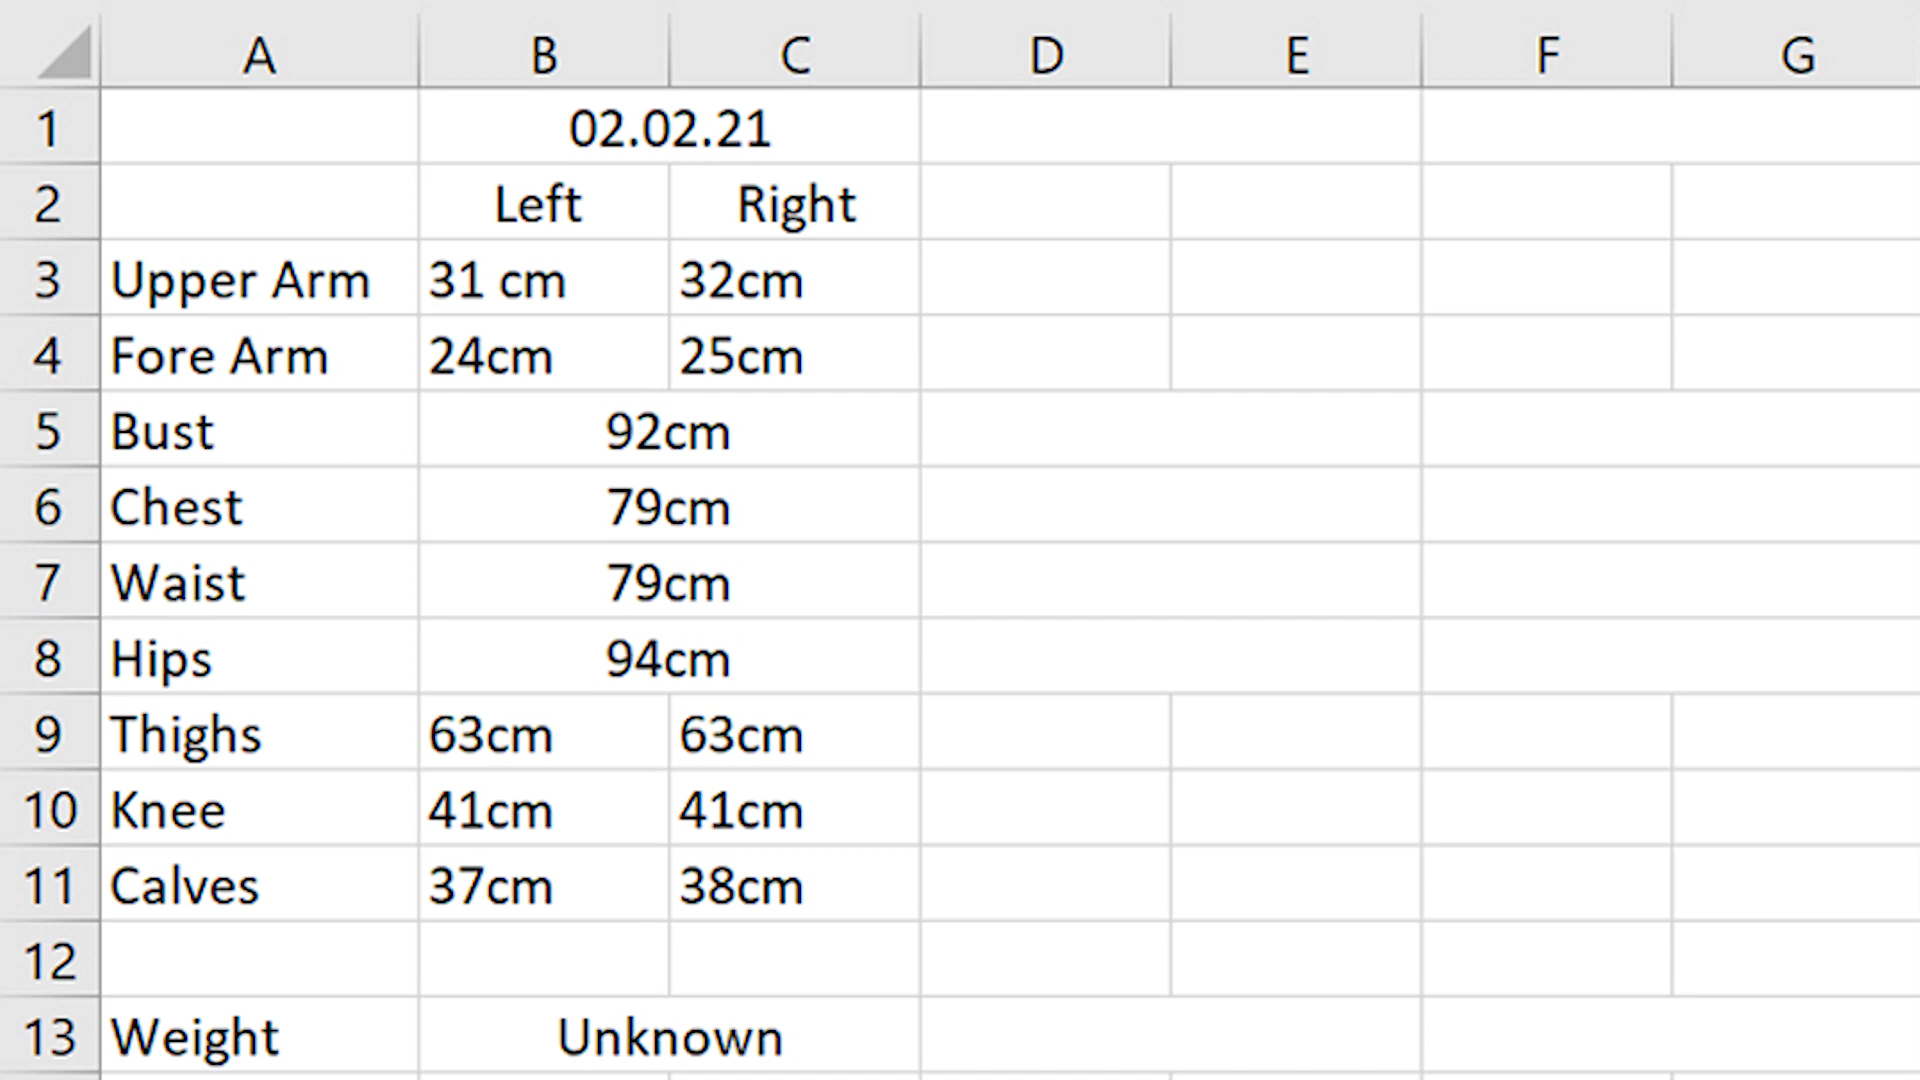 A B C D E F G
1 02.02.21
2 Left Right
3 Upper Arm 31 cm 32cm
4 Fore Arm 24cm 25cm
5 Bust 92cm
6 Chest 79cm
7 Waist 79cm
8 Hips 94cm
9 Thighs 63cm 63cm
10 Knee 41cm 41cm
11 Calves 37cm 38cm
12
13 Weight Unknown